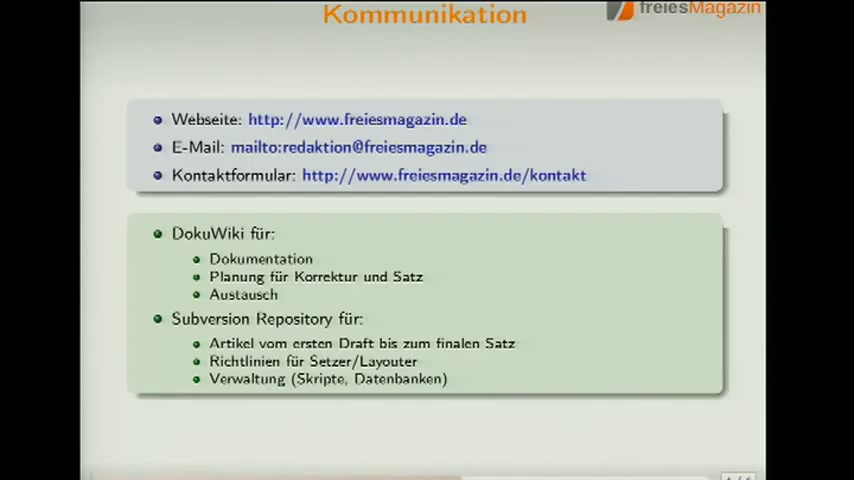 Kommunikation
freiesMagazin
Webseite: http://www.freiesmagazin.de
E-Mail: mailto:redaktion@freiesmagazin.de
Kontaktformular: http://www.freiesmagazin.de/kontakt
DokuWiki für:
Dokumentation
Planung für Korrektur und Satz
Austausch
Subversion Repository für:
Artikel vom ersten Draft bis zum finalen Satz
Richtlinien für Setzer/Layouter
Verwaltung (Skripte, Datenbanken)